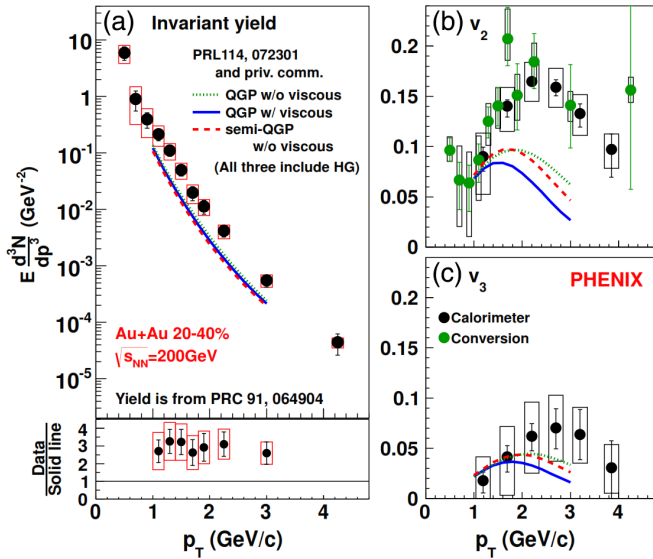 (a) Invariant yield
PRL114, 072301
and priv. comm.
QGP w/o viscous
QGP w/ viscous
semi-QGP
w/o viscous
(All three include HG)
E d³N/dp³ (GeV⁻²)
10
1
10⁻¹
10⁻²
10⁻³
10⁻⁴
10⁻⁵
Au+Au 20-40%
√sNN=200GeV
Yield is from PRC 91, 064904
Data
Solid line
5
4
3
2
1
0
0 1 2 3 4
pT (GeV/c)
(b) v2
0.2
0.15
0.1
0.05
0
(c) v3 PHENIX
Calorimeter
Conversion
0.2
0.15
0.1
0.05
0
0 1 2 3 4
pT (GeV/c)